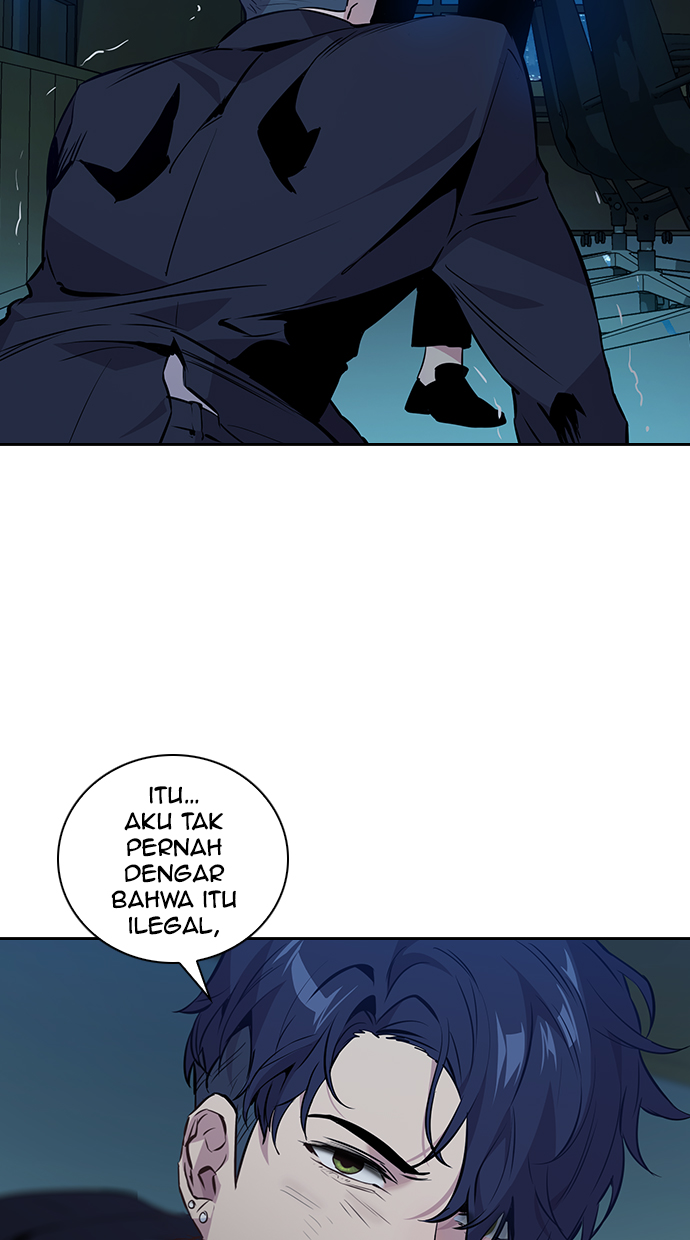 ITU...
AKU TAK
PERNAH
DENGAR
BAHWA ITU
ILEGAL,